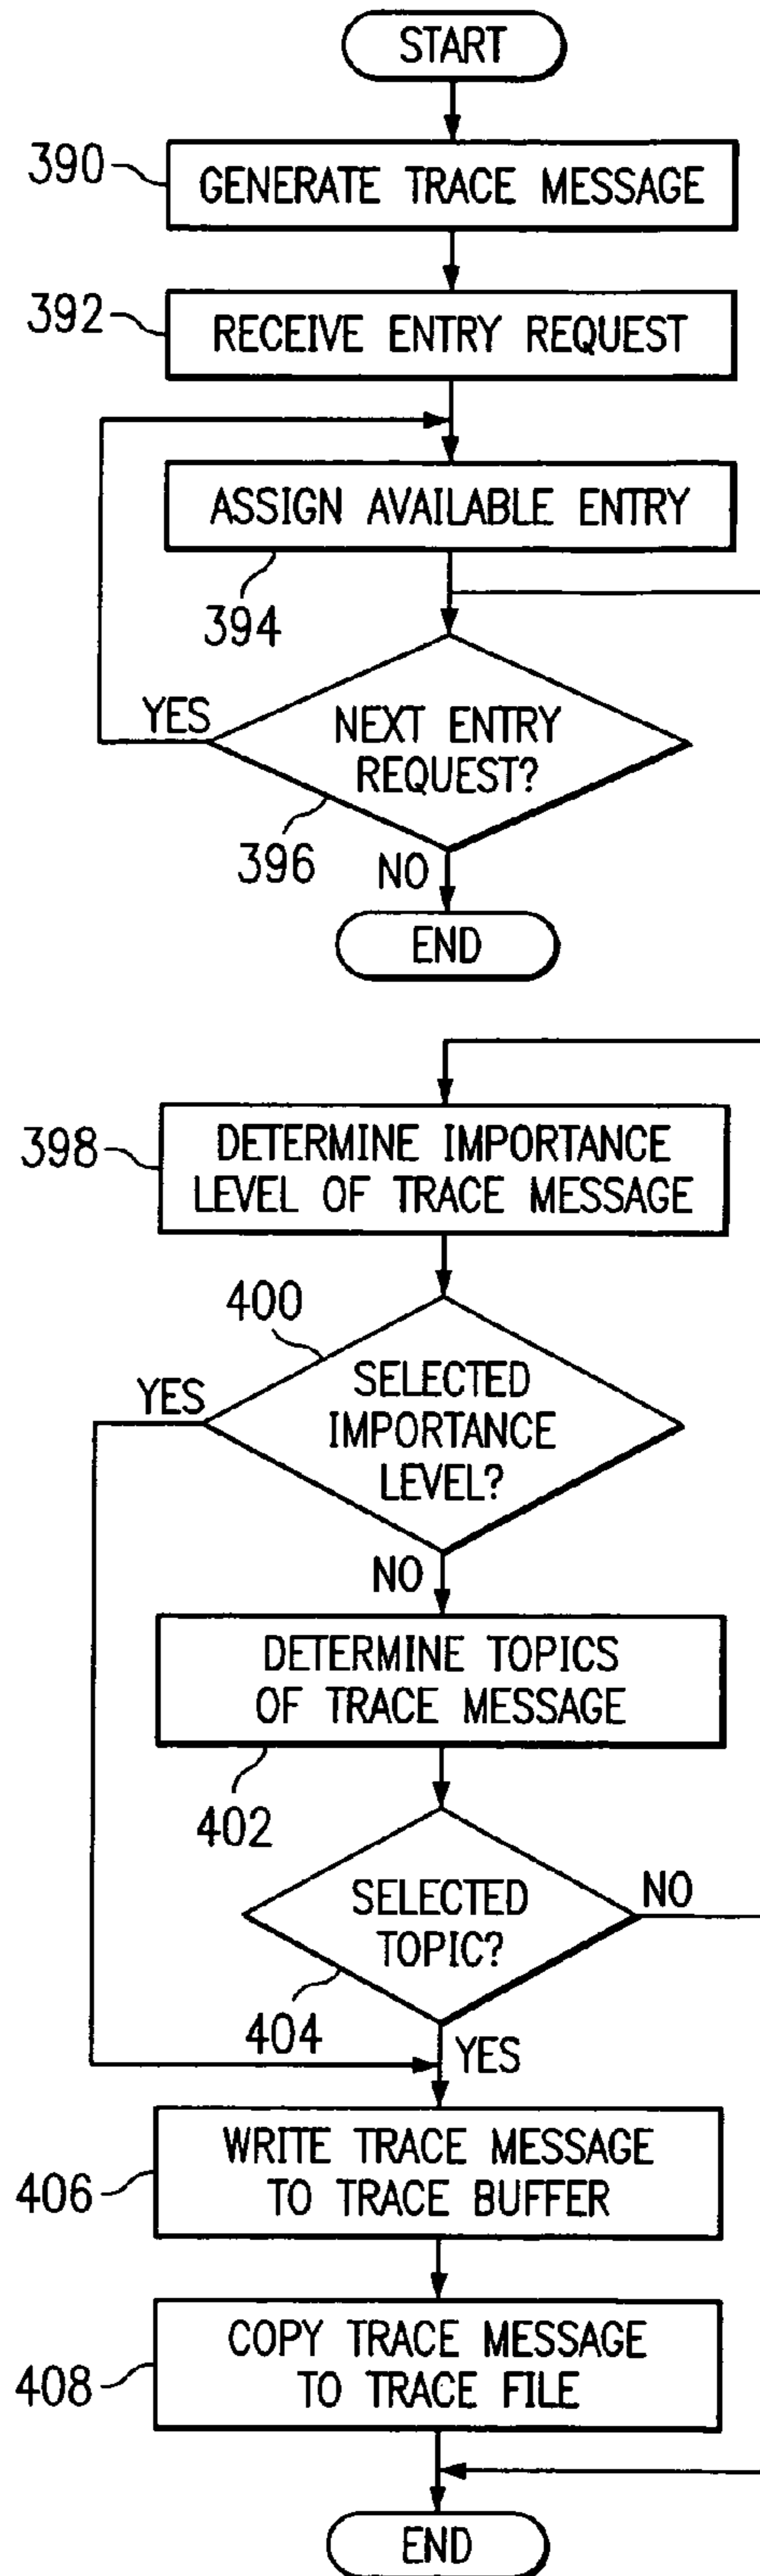 START
390
GENERATE TRACE MESSAGE
392
RECEIVE ENTRY REQUEST
ASSIGN AVAILABLE ENTRY
394
YES
NEXT ENTRY
REQUEST?
396
NO
END
398
DETERMINE IMPORTANCE
LEVEL OF TRACE MESSAGE
400
YES
SELECTED
IMPORTANCE
LEVEL?
NO
DETERMINE TOPICS
OF TRACE MESSAGE
402
SELECTED
TOPIC?
NO
404
YES
406
WRITE TRACE MESSAGE
TO TRACE BUFFER
408
COPY TRACE MESSAGE
TO TRACE FILE
END